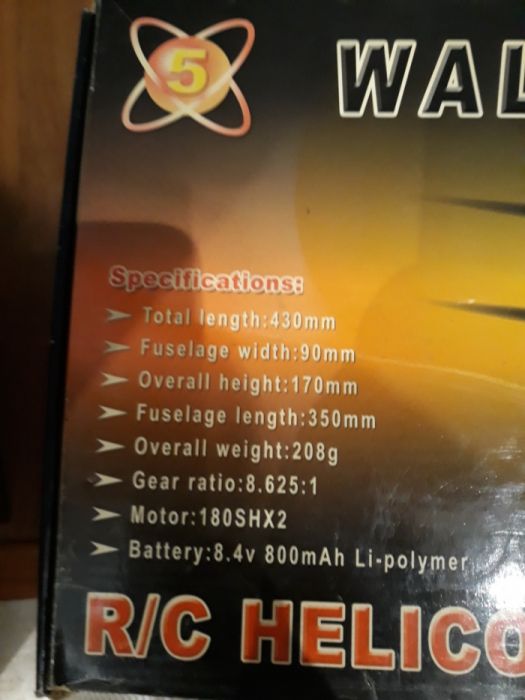 5
WAL
Specifications:
➤ Total length:430mm
➤ Fuselage width:90mm
➤ Overall height:170mm
➤ Fuselage length:350mm
➤ Overall weight:208g
➤ Gear ratio:8.625:1
➤ Motor:180SHX2
➤ Battery:8.4v 800mAh Li-polymer
R/C HELICO